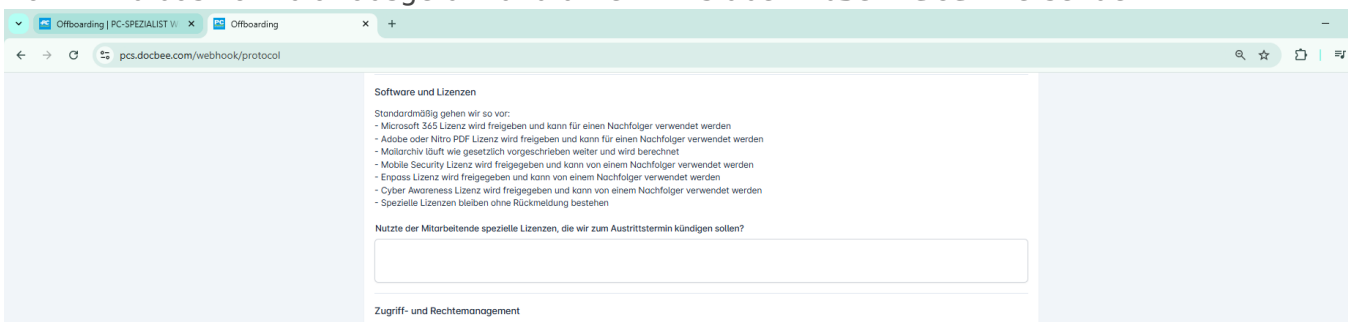 Offboarding | PC-SPEZIALIST W
Offboarding
pcs.docbee.com/webhook/protocol
Software und Lizenzen
Standardmäßig gehen wir so vor:
- Microsoft 365 Lizenz wird freigeben und kann für einen Nachfolger verwendet werden
- Adobe oder Nitro PDF Lizenz wird freigeben und kann für einen Nachfolger verwendet werden
- Mailarchiv läuft wie gesetzlich vorgeschrieben weiter und wird berechnet
- Mobile Security Lizenz wird freigegeben und kann von einem Nachfolger verwendet werden
- Enpass Lizenz wird freigegeben und kann von einem Nachfolger verwendet werden
- Cyber Awareness Lizenz wird freigegeben und kann von einem Nachfolger verwendet werden
- Spezielle Lizenzen bleiben ohne Rückmeldung bestehen
Nutzte der Mitarbeitende spezielle Lizenzen, die wir zum Austrittstermin kündigen sollen?
Zugriff- und Rechtemanagement